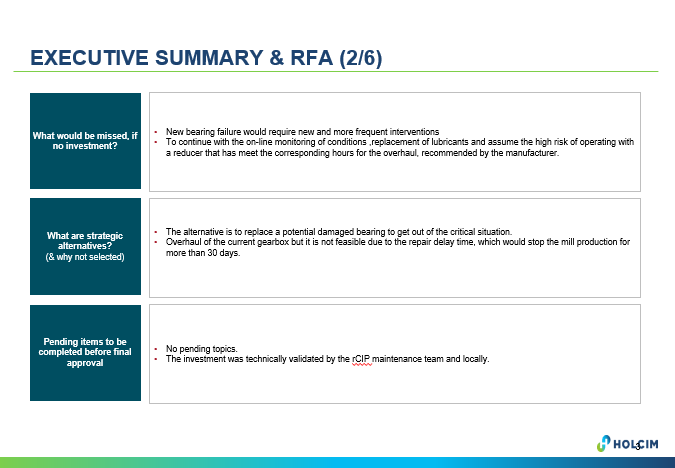 EXECUTIVE SUMMARY & RFA (2/6)
What would be missed, if
no investment?
• New bearing failure would require new and more frequent interventions
• To continue with the on-line monitoring of conditions ,replacement of lubricants and assume the high risk of operating with
a reducer that has meet the corresponding hours for the overhaul, recommended by the manufacturer.
What are strategic
alternatives?
(& why not selected)
• The alternative is to replace a potential damaged bearing to get out of the critical situation.
• Overhaul of the current gearbox but it is not feasible due to the repair delay time, which would stop the mill production for
more than 30 days.
Pending items to be
completed before final
approval
• No pending topics.
• The investment was technically validated by the rCIP maintenance team and locally.
HOLCIM
3